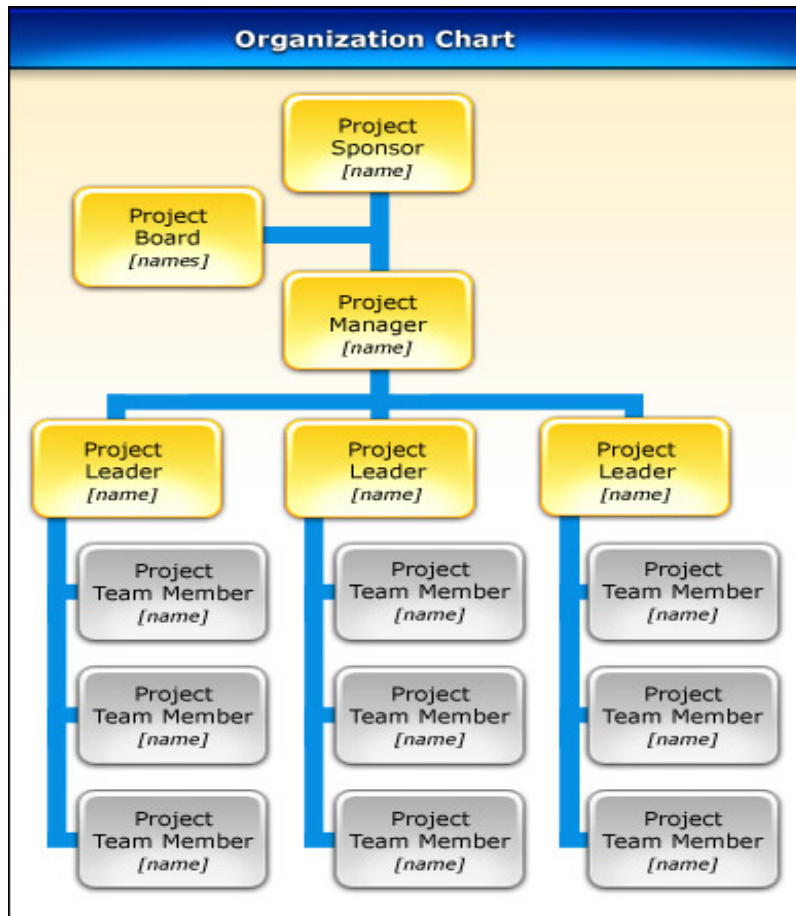 Organization Chart
Project
Sponsor
[name]
Project
Board
[names]
Project
Manager
[name]
Project
Leader
[name]
Project
Leader
[name]
Project
Leader
[name]
Project
Team Member
[name]
Project
Team Member
[name]
Project
Team Member
[name]
Project
Team Member
[name]
Project
Team Member
[name]
Project
Team Member
[name]
Project
Team Member
[name]
Project
Team Member
[name]
Project
Team Member
[name]